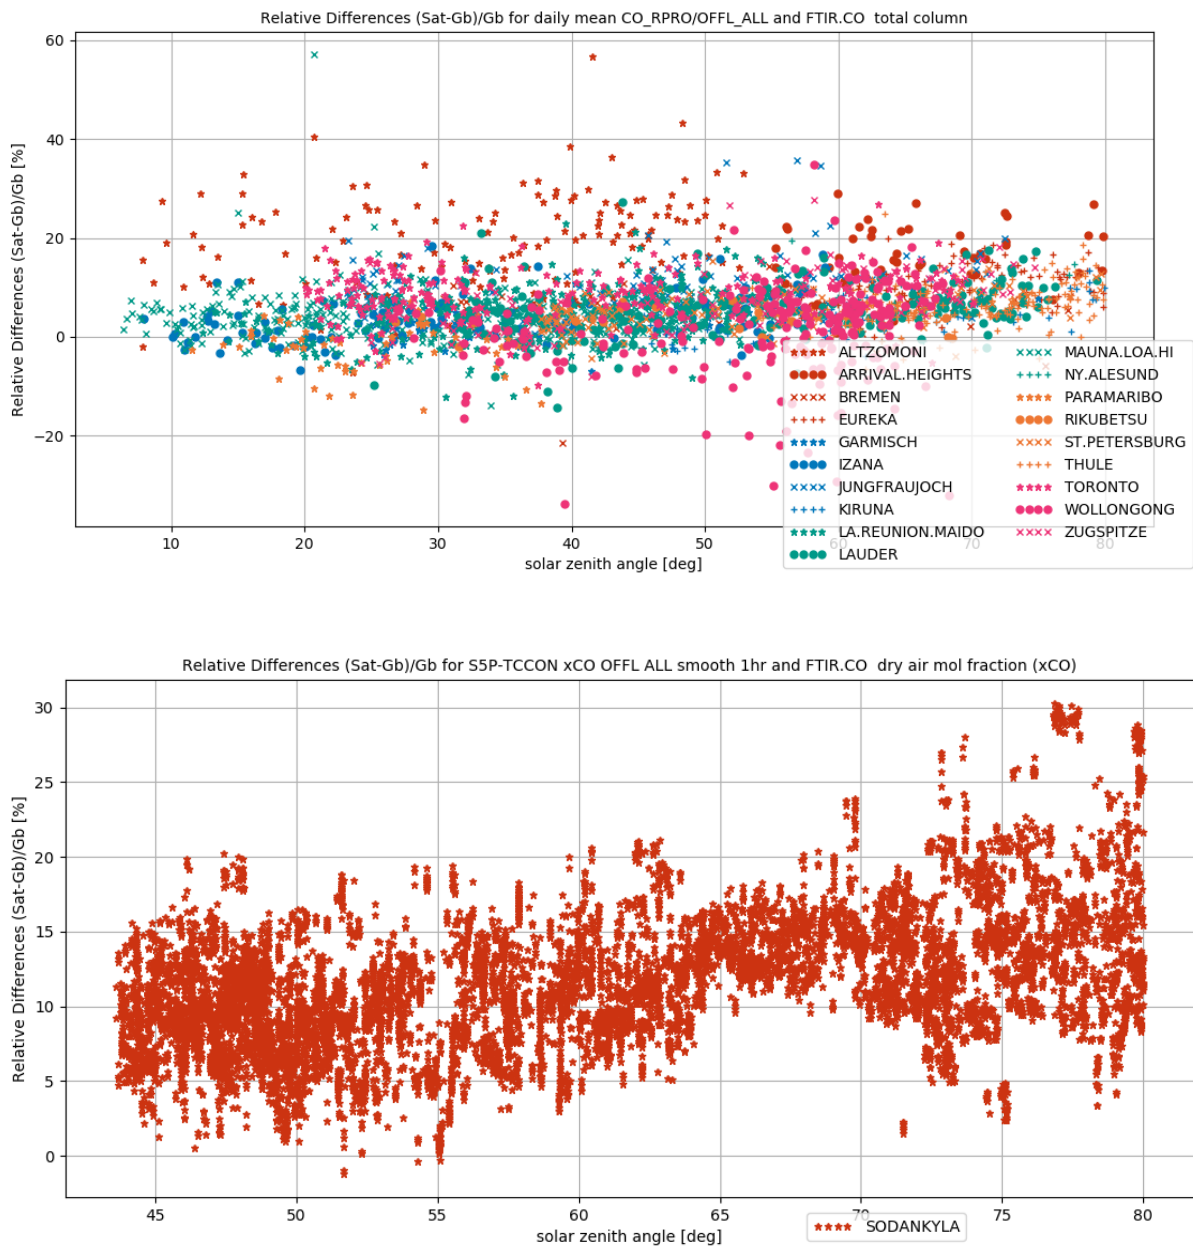 Relative Differences (Sat-Gb)/Gb for daily mean CO_RPRO/OFFL_ALL and FTIR.CO  total column
Relative Differences (Sat-Gb)/Gb [%]
60
40
20
0
−20
10
20
30
40
50
60
70
80
solar zenith angle [deg]
ALTZOMONI
ARRIVAL.HEIGHTS
BREMEN
EUREKA
GARMISCH
IZANA
JUNGFRAUJOCH
KIRUNA
LA.REUNION.MAIDO
LAUDER
MAUNA.LOA.HI
NY.ALESUND
PARAMARIBO
RIKUBETSU
ST.PETERSBURG
THULE
TORONTO
WOLLONGONG
ZUGSPITZE
Relative Differences (Sat-Gb)/Gb for S5P-TCCON xCO OFFL ALL smooth 1hr and FTIR.CO  dry air mol fraction (xCO)
Relative Differences (Sat-Gb)/Gb [%]
30
25
20
15
10
5
0
45
50
55
60
65
70
75
80
solar zenith angle [deg]
SODANKYLA